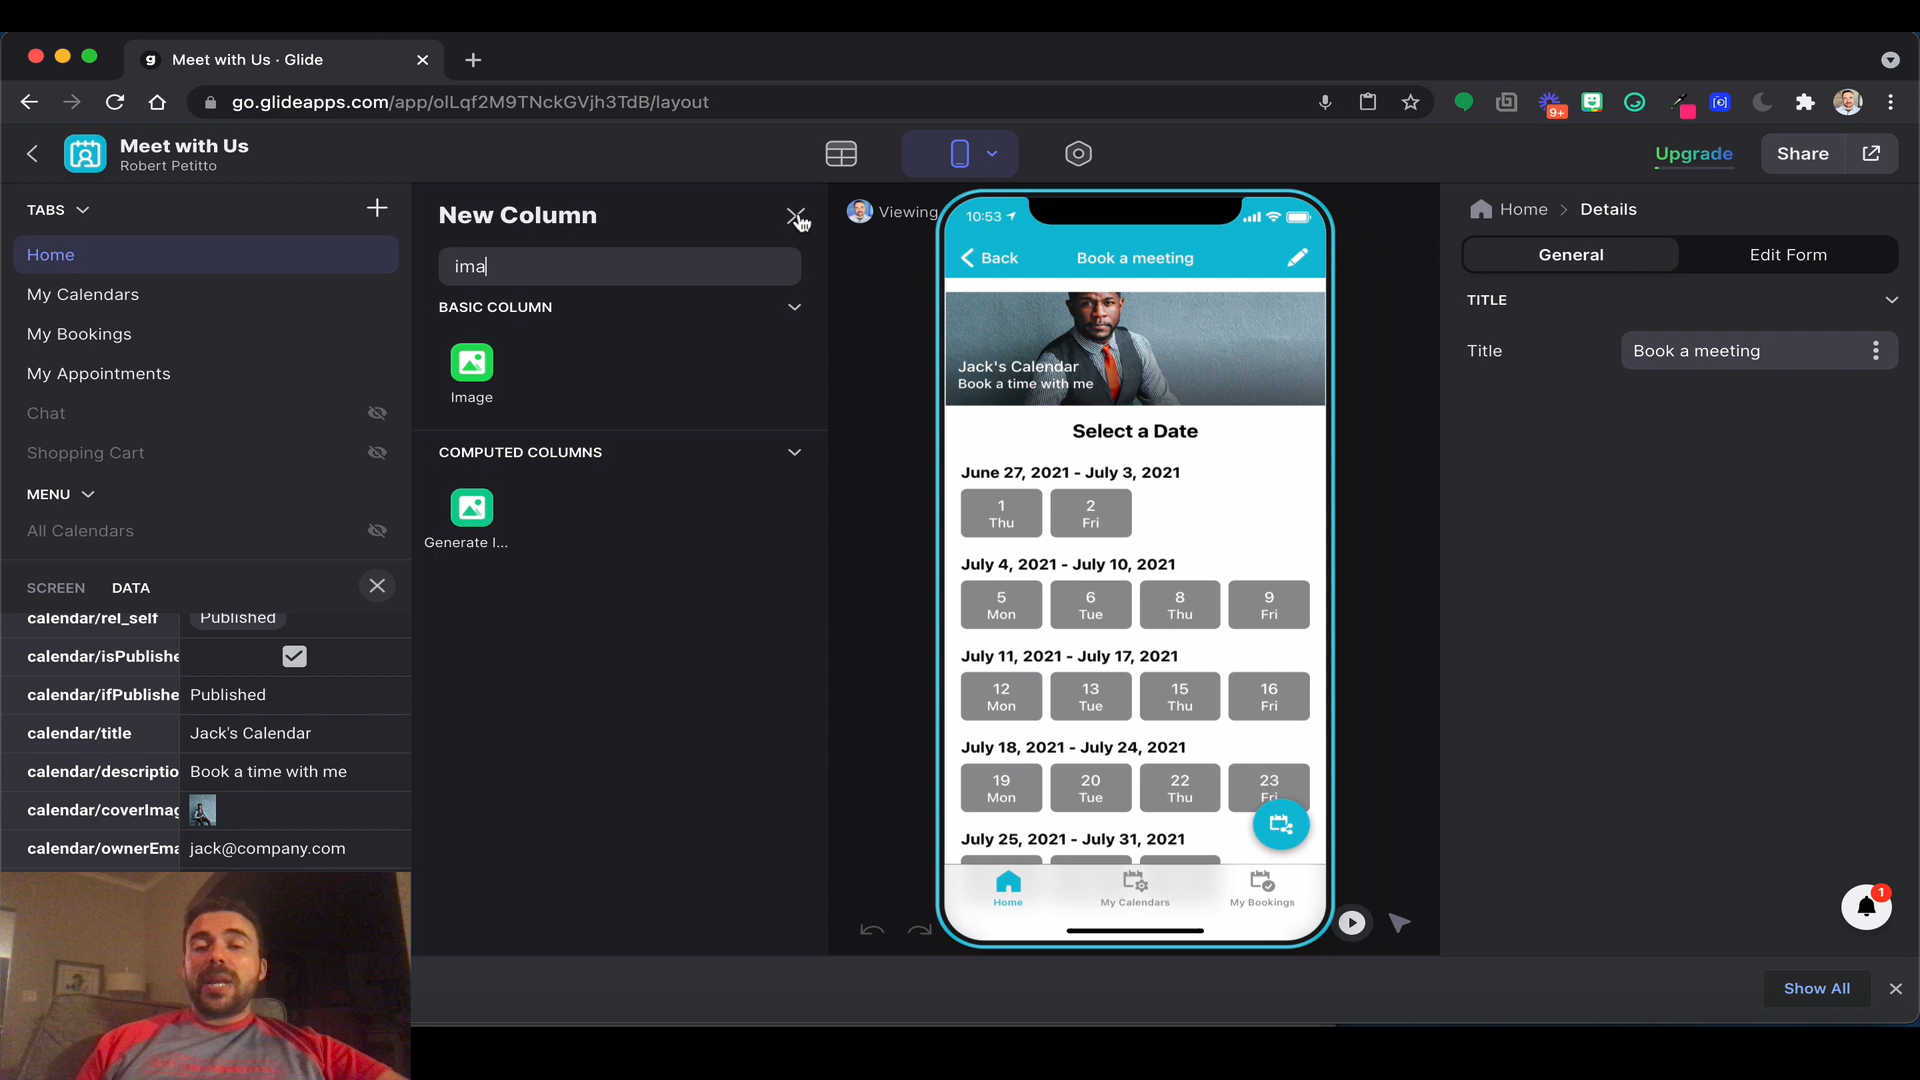 Meet with Us · Glide
go.glideapps.com/app/olLqf2M9TNckGVjh3TdB/layout
9+
Meet with Us
Robert Petitto
Upgrade
Share
TABS
Home
My Calendars
My Bookings
My Appointments
Chat
Shopping Cart
MENU
All Calendars
SCREEN
DATA
calendar/rel_self Published
calendar/isPublishe
calendar/ifPublishe Published
calendar/title Jack's Calendar
calendar/descriptio Book a time with me
calendar/coverImag
calendar/ownerEma jack@company.com
New Column
ima
BASIC COLUMN
Image
COMPUTED COLUMNS
Generate I...
Viewing
10:53
Back
Book a meeting
Jack's Calendar
Book a time with me
Select a Date
June 27, 2021 - July 3, 2021
1 2
Thu Fri
July 4, 2021 - July 10, 2021
5 6 8 9
Mon Tue Thu Fri
July 11, 2021 - July 17, 2021
12 13 15 16
Mon Tue Thu Fri
July 18, 2021 - July 24, 2021
19 20 22 23
Mon Tue Thu Fri
July 25, 2021 - July 31, 2021
Home
My Calendars
My Bookings
Home > Details
General
Edit Form
TITLE
Title
Book a meeting
1
Show All